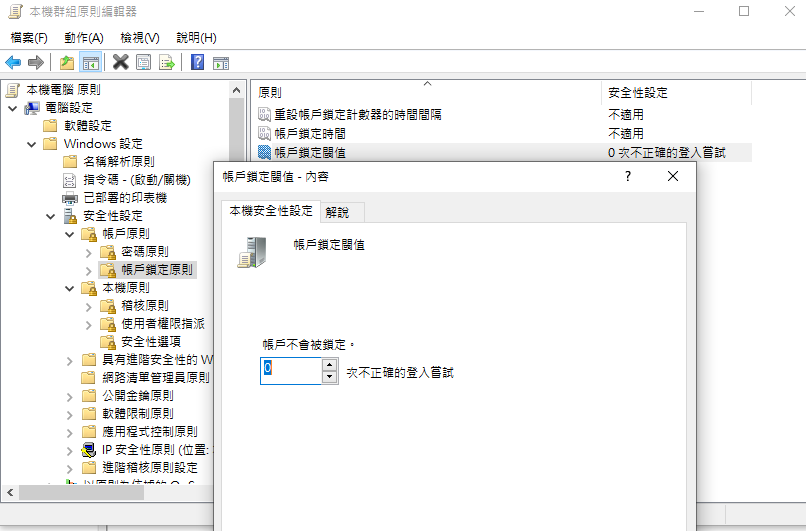 本機群組原則編輯器
檔案(F) 動作(A) 檢視(V) 說明(H)
本機電腦 原則
電腦設定
軟體設定
Windows 設定
名稱解析原則
指令碼 - (啟動/關機)
已部署的印表機
安全性設定
帳戶原則
密碼原則
帳戶鎖定原則
本機原則
稽核原則
使用者權限指派
安全性選項
具有進階安全性的 W
網路清單管理員原則
公開金鑰原則
軟體限制原則
應用程式控制原則
IP 安全性原則 (位置:
進階稽核原則設定
原則 安全性設定
重設帳戶鎖定計數器的時間間隔 不適用
帳戶鎖定時間 不適用
帳戶鎖定閾值 0 次不正確的登入嘗試
帳戶鎖定閾值 - 內容
本機安全性設定 解說
帳戶鎖定閾值
帳戶不會被鎖定。
0 次不正確的登入嘗試